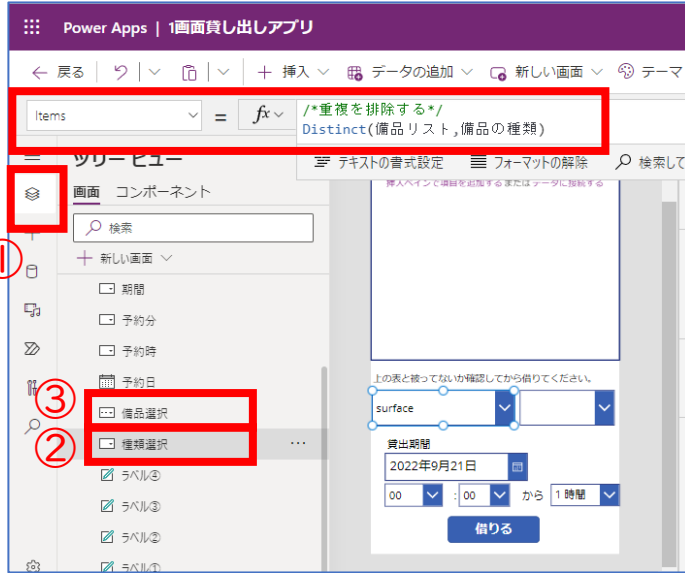 Power Apps | 1画面貸し出しアプリ
← 戻る 挿入 データの追加 新しい画面 テーマ
Items = fx /*重複を排除する*/
Distinct(備品リスト,備品の種類)
ツリー ビュー
テキストの書式設定 フォーマットの解除 検索して
画面 コンポーネント
挿入ペインで項目を追加する または データに接続する
検索
①
新しい画面
期間
予約分
予約時
予約日
上の表と被ってないか確認してから借りてください。
③ 備品選択
surface
② 種類選択 ...
貸出期間
2022年9月21日
ラベル④
00 : 00 から 1 時間
ラベル③
借りる
ラベル②
ラベル①